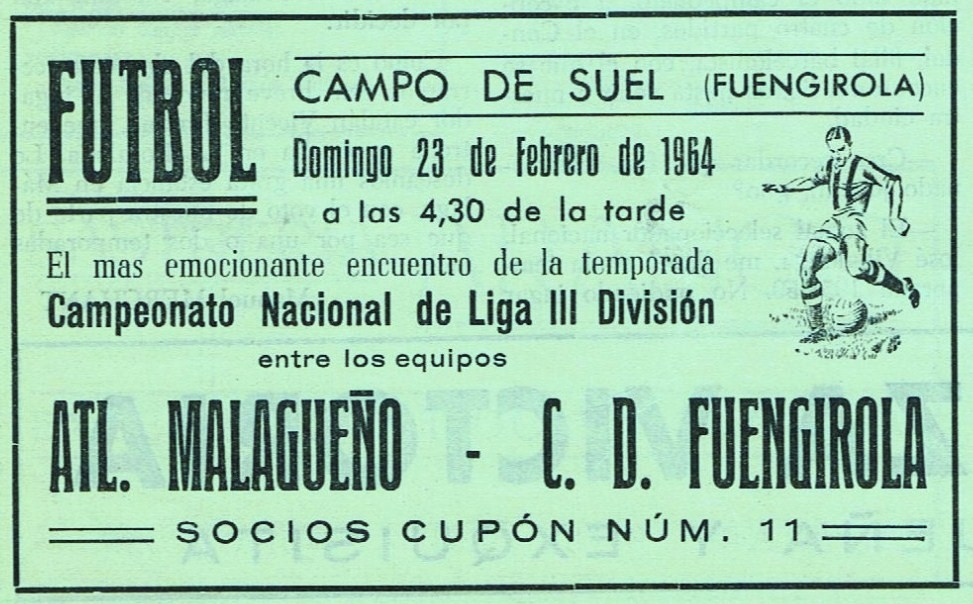 FUTBOL
CAMPO DE SUEL (FUENGIROLA)
Domingo 23 de Febrero de 1964
a las 4,30 de la tarde
El mas emocionante encuentro de la temporada
Campeonato Nacional de Liga III División
entre los equipos
ATL. MALAGUEÑO - C. D. FUENGIROLA
SOCIOS CUPÓN NÚM. 11